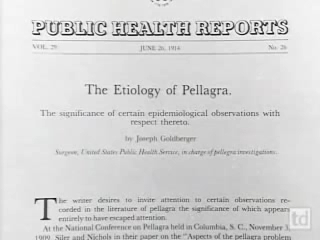 PUBLIC HEALTH REPORTS
VOL. 29 JUNE 26, 1914 No. 26
The Etiology of Pellagra.
The significance of certain epidemiological observations with
respect thereto.
by Joseph Goldberger
Surgeon, United States Public Health Service, in charge of pellagra investigations.
The writer desires to invite attention to certain observations re-
corded in the literature of pellagra the significance of which appears
entirely to have escaped attention.
At the National Conference on Pellagra held in Columbia, S. C., November 3,
1909, Siler and Nichols in their paper on the "Aspects of the pellagra problem
td